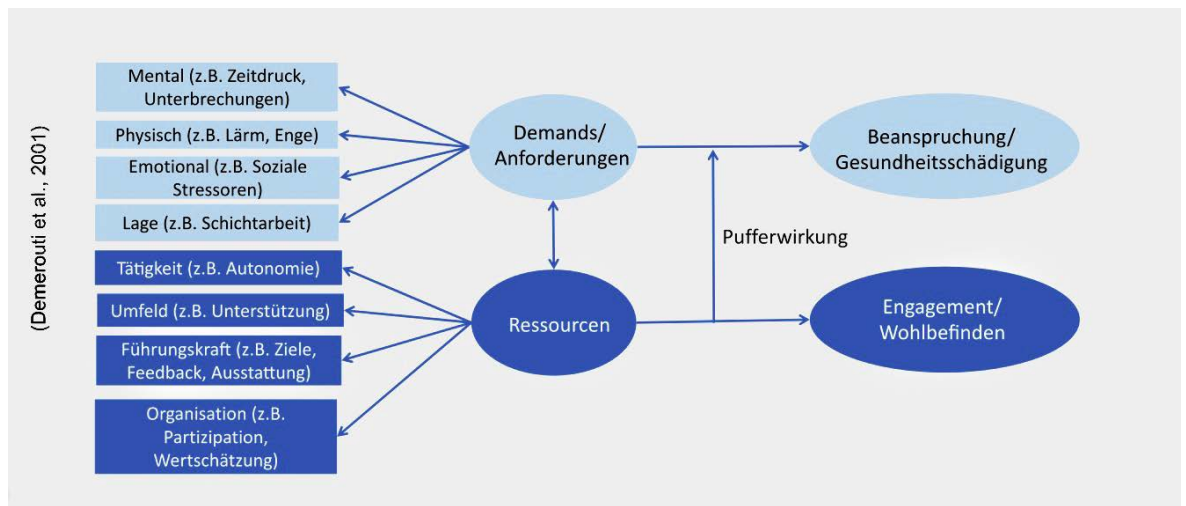 (Demerouti et al., 2001)
Mental (z.B. Zeitdruck,
Unterbrechungen)
Physisch (z.B. Lärm, Enge)
Emotional (z.B. Soziale
Stressoren)
Lage (z.B. Schichtarbeit)
Tätigkeit (z.B. Autonomie)
Umfeld (z.B. Unterstützung)
Führungskraft (z.B. Ziele,
Feedback, Ausstattung)
Organisation (z.B.
Partizipation,
Wertschätzung)
Demands/
Anforderungen
Ressourcen
Pufferwirkung
Beanspruchung/
Gesundheitsschädigung
Engagement/
Wohlbefinden